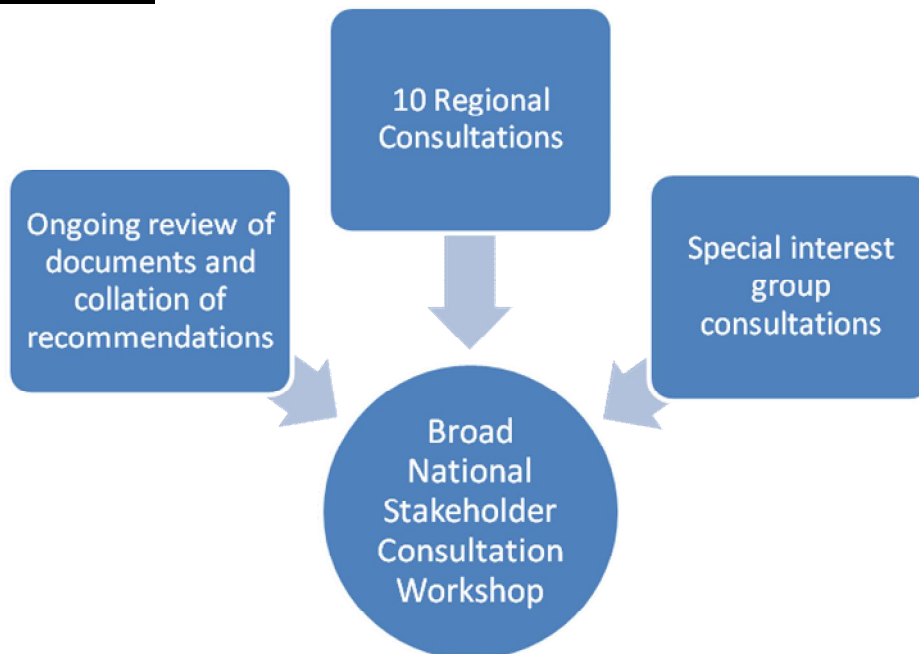 10 Regional
Consultations
Ongoing review of
documents and
collation of
recommendations
Special interest
group
consultations
Broad
National
Stakeholder
Consultation
Workshop